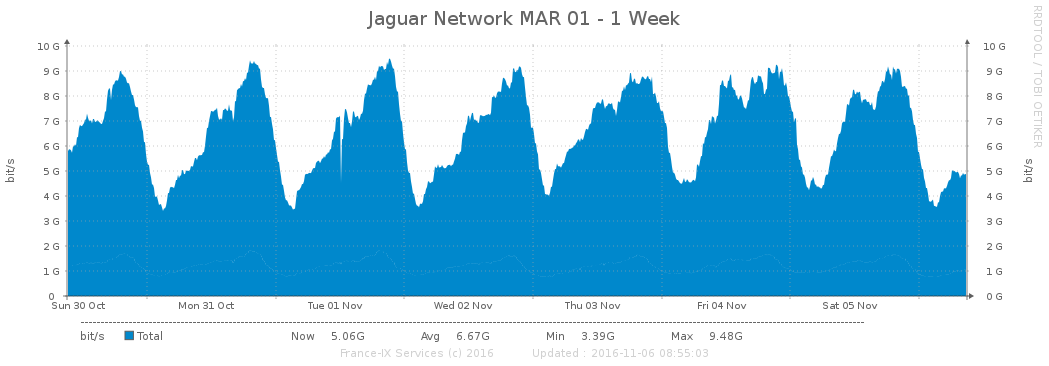 Jaguar Network MAR 01 - 1 Week
RRDTOOL / TOBI OETIKER
bit/s
10 G
9 G
8 G
7 G
6 G
5 G
4 G
3 G
2 G
1 G
0
10 G
9 G
8 G
7 G
6 G
5 G
4 G
3 G
2 G
1 G
0 G
bit/s
Sun 30 Oct Mon 31 Oct Tue 01 Nov Wed 02 Nov Thu 03 Nov Fri 04 Nov Sat 05 Nov
bit/s Total Now 5.06G Avg 6.67G Min 3.39G Max 9.48G
France-IX Services (c) 2016 Updated : 2016-11-06 08:55:03